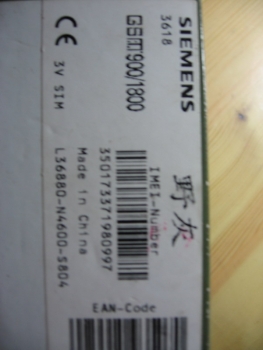 SIEMENS
3618
GSM900/1800
CE
3V SIM
野灰
IMEI-Number
350173371980997
Made in China
L36880-N4600-S804
EAN-Code